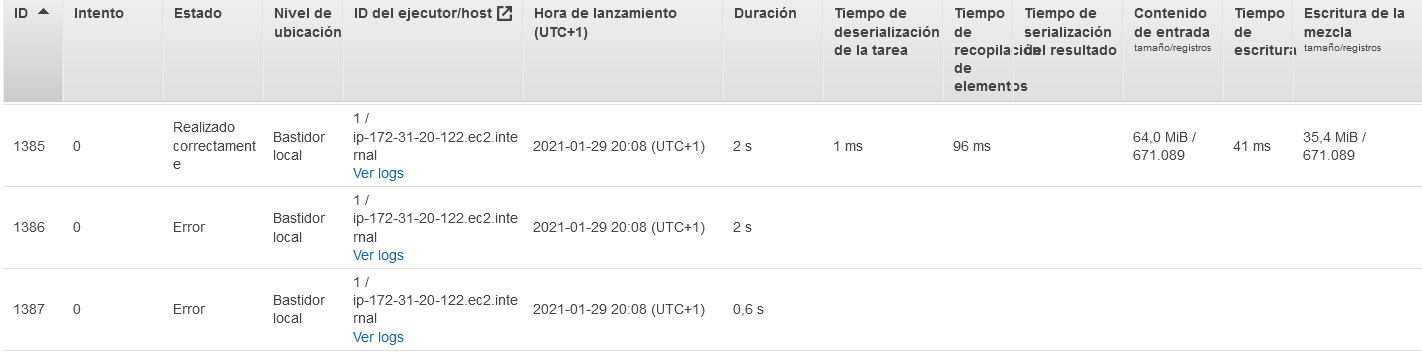 ID Intento Estado Nivel de ubicación ID del ejecutor/host Hora de lanzamiento (UTC+1) Duración Tiempo de deserialización de la tarea Tiempo de recopilación de elementos Tiempo de serialización del resultado Contenido de entrada tamaño/registros Tiempo de escritura Escritura de la mezcla tamaño/registros
1385 0 Realizado correctamente Bastidor local 1 / ip-172-31-20-122.ec2.internal Ver logs 2021-01-29 20:08 (UTC+1) 2 s 1 ms 96 ms 64,0 MiB / 671.089 41 ms 35,4 MiB / 671.089
1386 0 Error Bastidor local 1 / ip-172-31-20-122.ec2.internal Ver logs 2021-01-29 20:08 (UTC+1) 2 s
1387 0 Error Bastidor local 1 / ip-172-31-20-122.ec2.internal Ver logs 2021-01-29 20:08 (UTC+1) 0,6 s